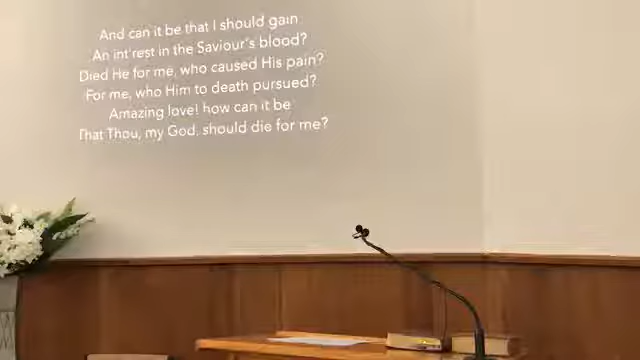 And can it be that I should gain
An int'rest in the Saviour's blood?
Died He for me, who caused His pain?
For me, who Him to death pursued?
Amazing love! how can it be
That Thou, my God, should die for me?